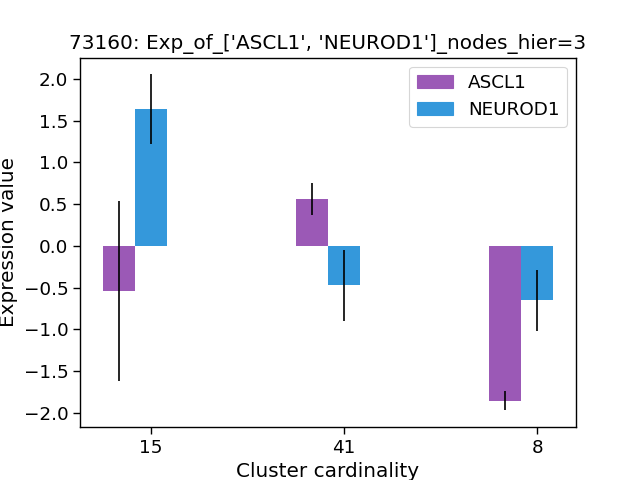 73160: Exp_of_['ASCL1', 'NEUROD1']_nodes_hier=3
ASCL1
NEUROD1
Expression value
2.0
1.5
1.0
0.5
0.0
−0.5
−1.0
−1.5
−2.0
15 41 8
Cluster cardinality